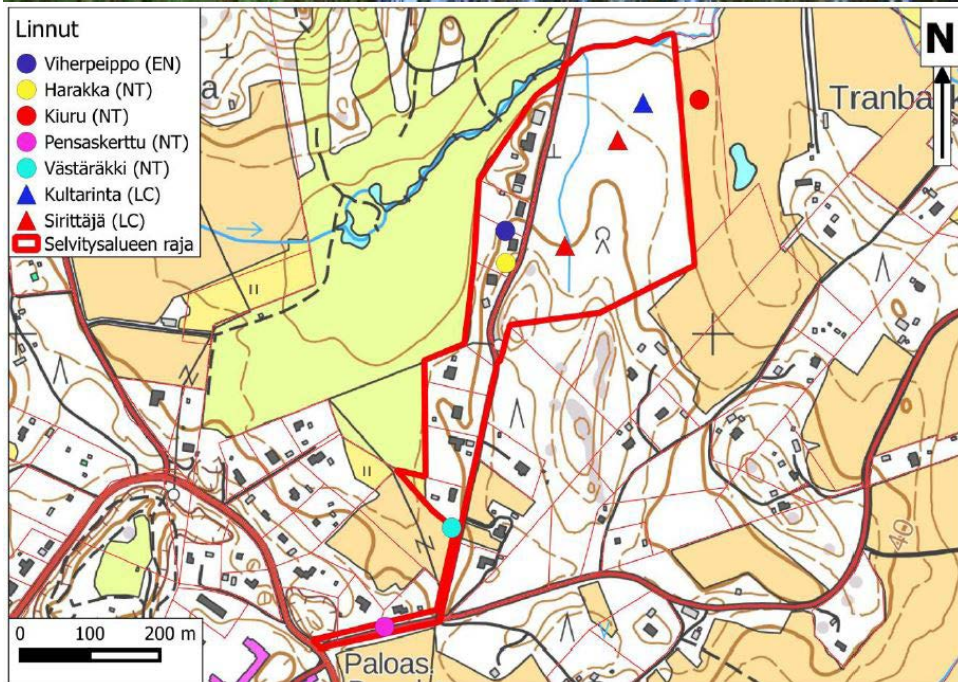 Linnut
Viherpeippo (EN)
Harakka (NT)
Kiuru (NT)
Pensaskerttu (NT)
Västäräkki (NT)
Kultarinta (LC)
Sirittäjä (LC)
Selvitysalueen raja
N
40
0 100 200 m
Paloas.